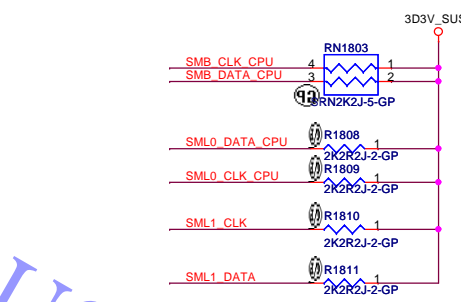 3D3V_SUS
RN1803
SMB_CLK_CPU 4 1
SMB_DATA_CPU 3 2
SRN2K2J-5-GP
SML0_DATA_CPU R1808 1
2K2R2J-2-GP
SML0_CLK_CPU R1809 1
2K2R2J-2-GP
SML1_CLK R1810 1
2K2R2J-2-GP
SML1_DATA R1811 1
2K2R2J-2-GP